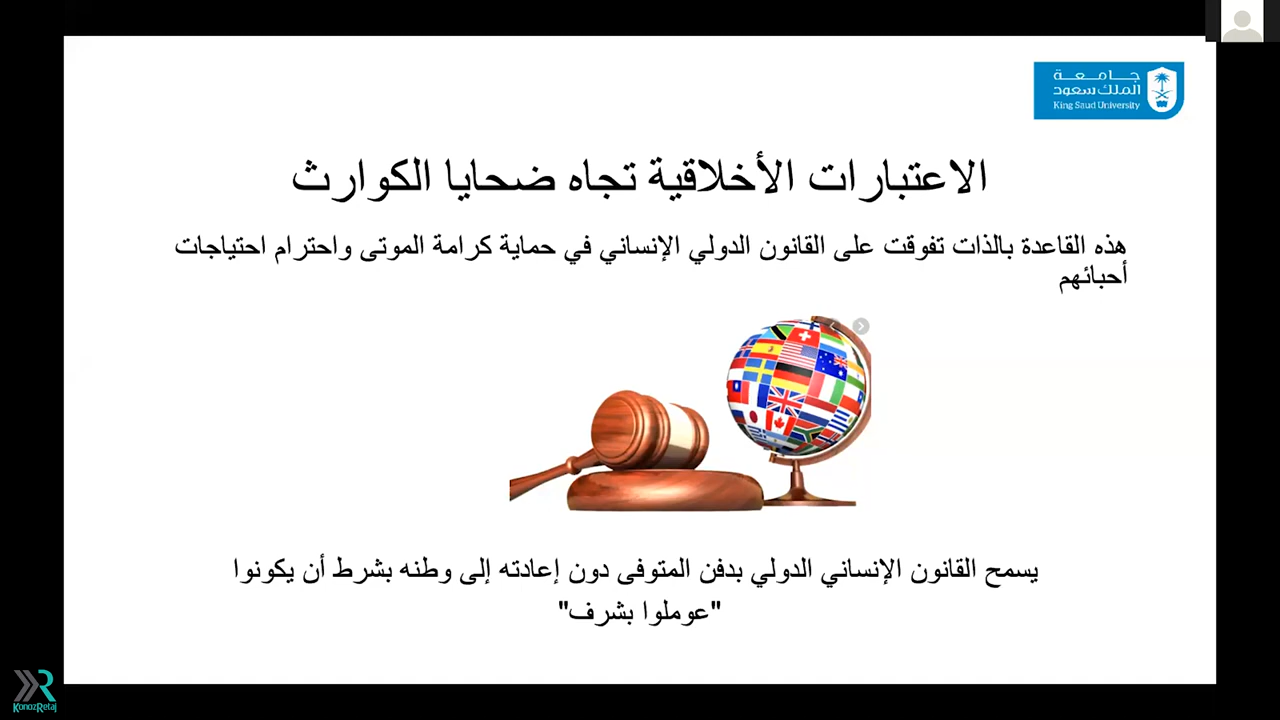 جامعة
الملك سعود
King Saud University
الاعتبارات الأخلاقية تجاه ضحايا الكوارث
هذه القاعدة بالذات تفوقت على القانون الدولي الإنساني في حماية كرامة الموتى واحترام احتياجات
أحبائهم
يسمح القانون الإنساني الدولي بدفن المتوفى دون إعادته إلى وطنه بشرط أن يكونوا
"عوملوا بشرف"
KonozRetaj